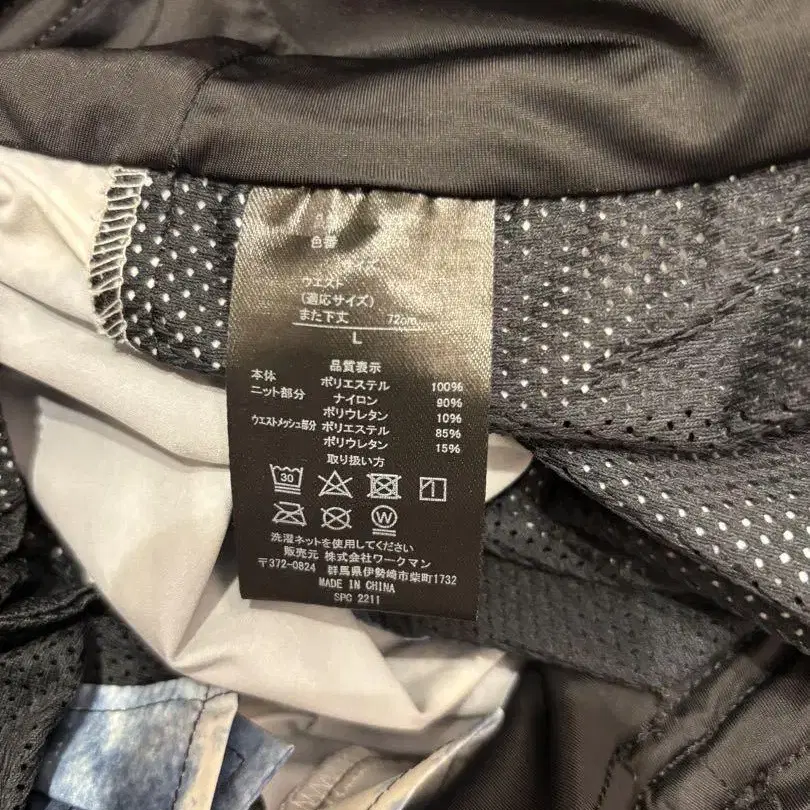 色番
サイズ
ウエスト
(適応サイズ)
また下丈 72cm
L
品質表示
本体 ポリエステル 100%
ニット部分 ナイロン 90%
ポリウレタン 10%
ウエストメッシュ部分 ポリエステル 85%
ポリウレタン 15%
取り扱い方
30
W
洗濯ネットを使用してください
販売元 株式会社ワークマン
〒372-0824 群馬県伊勢崎市柴町1732
MADE IN CHINA
SPG 2211